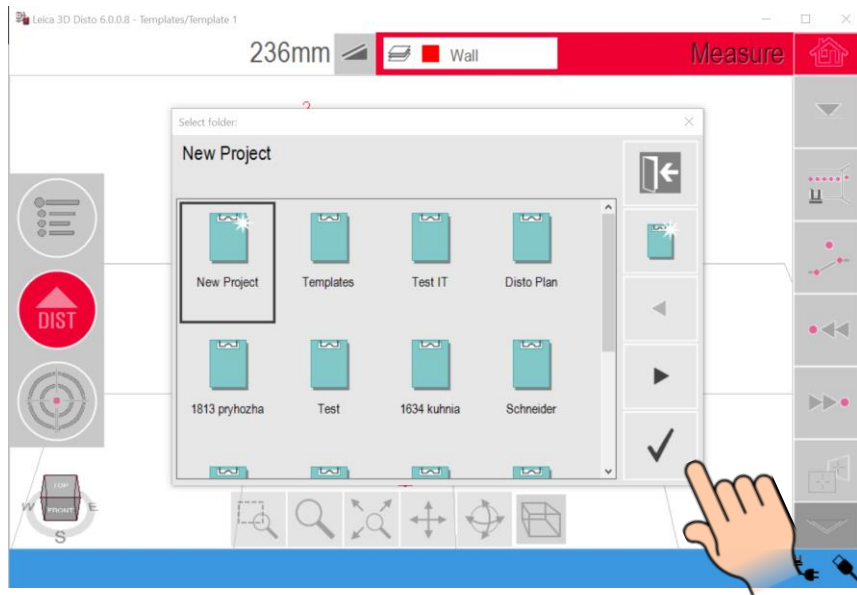 Leica 3D Disto 6.0.0.8 - Templates/Template 1
236mm
Wall
Measure
Select folder:
New Project
New Project
Templates
Test IT
Disto Plan
DIST
1813 pryhozha
Test
1634 kuhnia
Schneider
TOP
W
FRONT
E
S